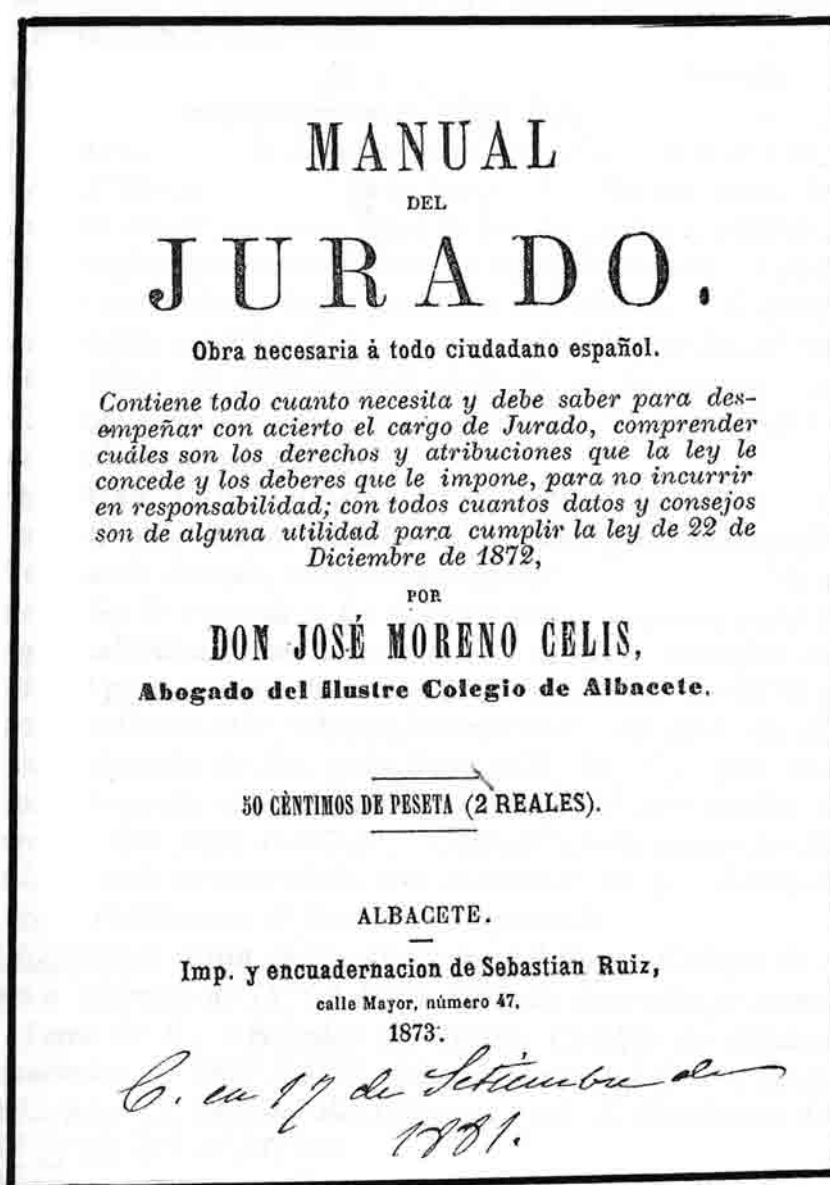 MANUAL
DEL
JURADO.
Obra necesaria à todo ciudadano español.
Contiene todo cuanto necesita y debe saber para des-
empeñar con acierto el cargo de Jurado, comprender
cuáles son los derechos y atribuciones que la ley le
concede y los deberes que le impone, para no incurrir
en responsabilidad; con todos cuantos datos y consejos
son de alguna utilidad para cumplir la ley de 22 de
Diciembre de 1872,
POR
DON JOSÉ MORENO CELIS,
Abogado del Ilustre Colegio de Albacete.
50 CÈNTIMOS DE PESETA (2 REALES).
ALBACETE.
Imp. y encuadernacion de Sebastian Ruiz,
calle Mayor, número 47.
1873.
C. en 17 de Setiembre de
1881.